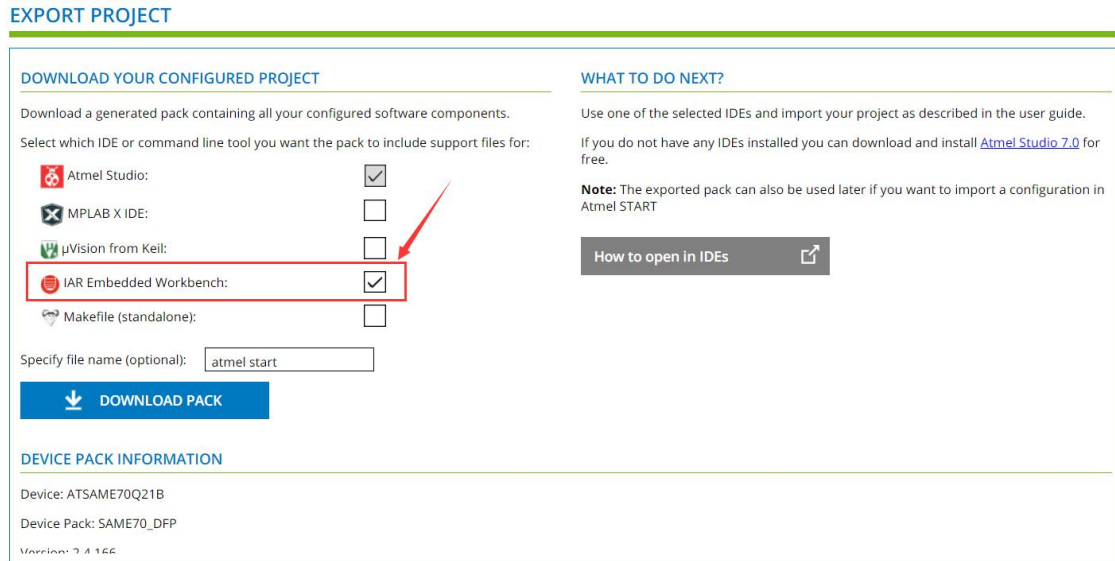 EXPORT PROJECT
DOWNLOAD YOUR CONFIGURED PROJECT
Download a generated pack containing all your configured software components.
Select which IDE or command line tool you want the pack to include support files for:
Atmel Studio:
MPLAB X IDE:
µVision from Keil:
IAR Embedded Workbench:
Makefile (standalone):
Specify file name (optional):
atmel start
DOWNLOAD PACK
WHAT TO DO NEXT?
Use one of the selected IDEs and import your project as described in the user guide.
If you do not have any IDEs installed you can download and install Atmel Studio 7.0 for
free.
Note: The exported pack can also be used later if you want to import a configuration in
Atmel START
How to open in IDEs
DEVICE PACK INFORMATION
Device: ATSAME70Q21B
Device Pack: SAME70_DFP
Version: 2.4.166